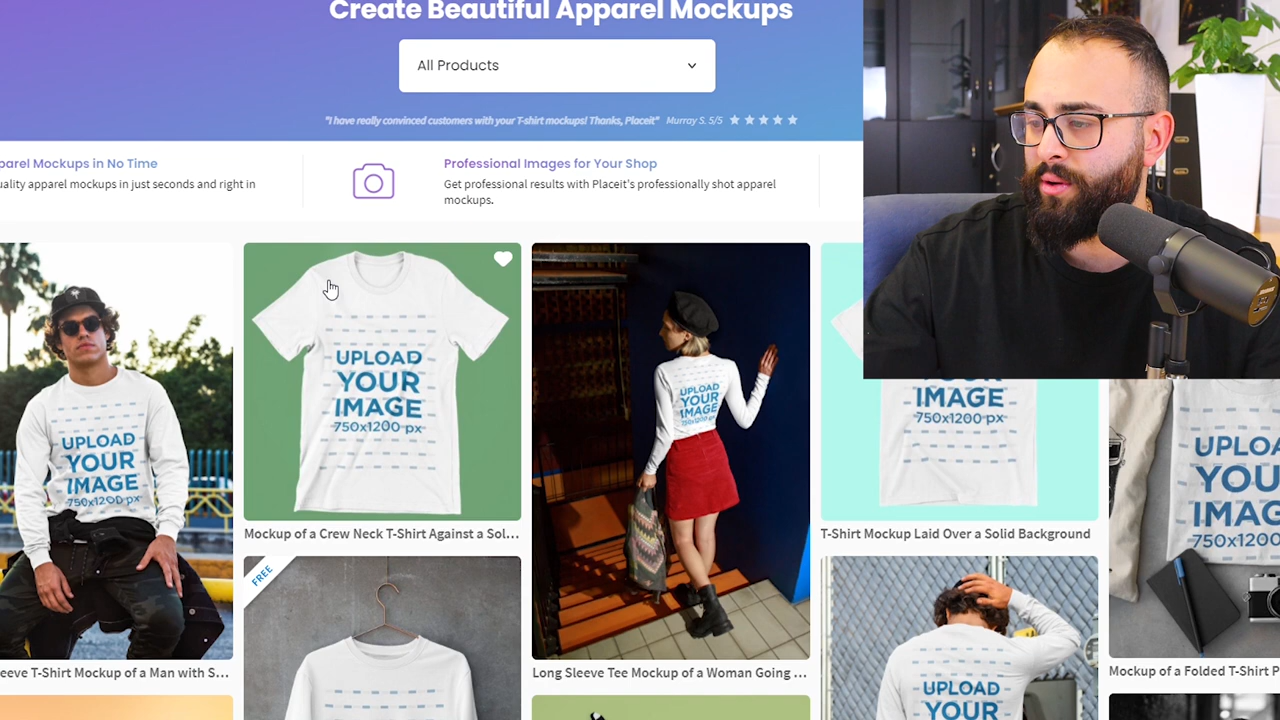 Create Beautiful Apparel Mockups
All Products
"I have really convinced customers with your T-shirt mockups! Thanks, Placeit" Murray S. 5/5
parel Mockups in No Time
uality apparel mockups in just seconds and right in
Professional Images for Your Shop
Get professional results with Placeit's professionally shot apparel
mockups.
UPLOAD
YOUR
IMAGE
750x1200 px
eeve T-Shirt Mockup of a Man with S...
UPLOAD
YOUR
IMAGE
750x1200 px
Mockup of a Crew Neck T-Shirt Against a Sol...
FREE
UPLOAD
YOUR
IMAGE
750x1200 px
Long Sleeve Tee Mockup of a Woman Going ...
IMAGE
750x1200 px
T-Shirt Mockup Laid Over a Solid Background
UPLOAD
YOUR
UPLOAD
YOU
IMAG
750x1200
Mockup of a Folded T-Shirt P